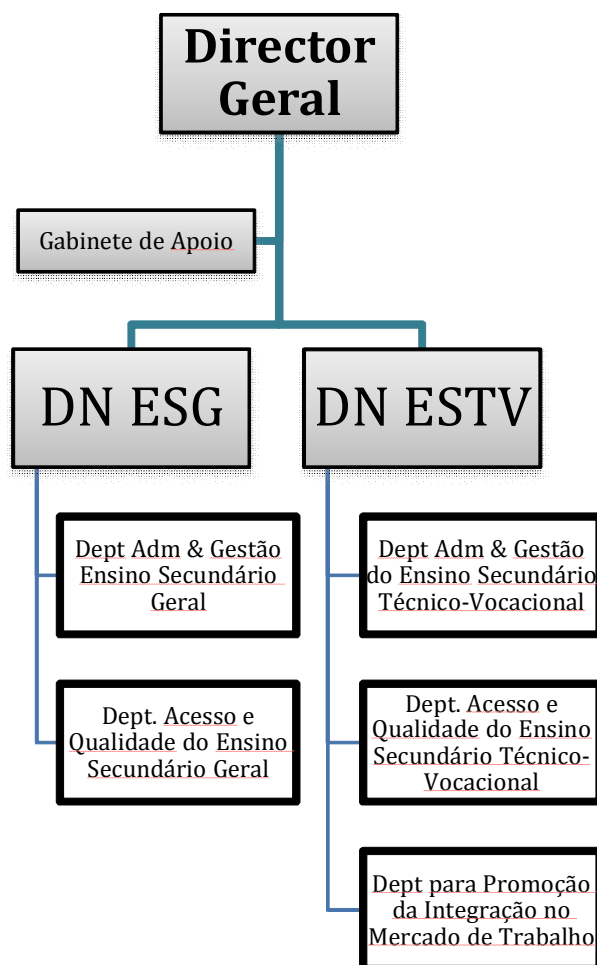 Director
Geral
Gabinete de Apoio
DN ESG
DN ESTV
Dept Adm & Gestão
Ensino Secundário
Geral
Dept Adm & Gestão
do Ensino Secundário
Técnico-Vocacional
Dept. Acesso e
Qualidade do Ensino
Secundário Geral
Dept. Acesso e
Qualidade do Ensino
Secundário Técnico-
Vocacional
Dept para Promoção
da Integração no
Mercado de Trabalho